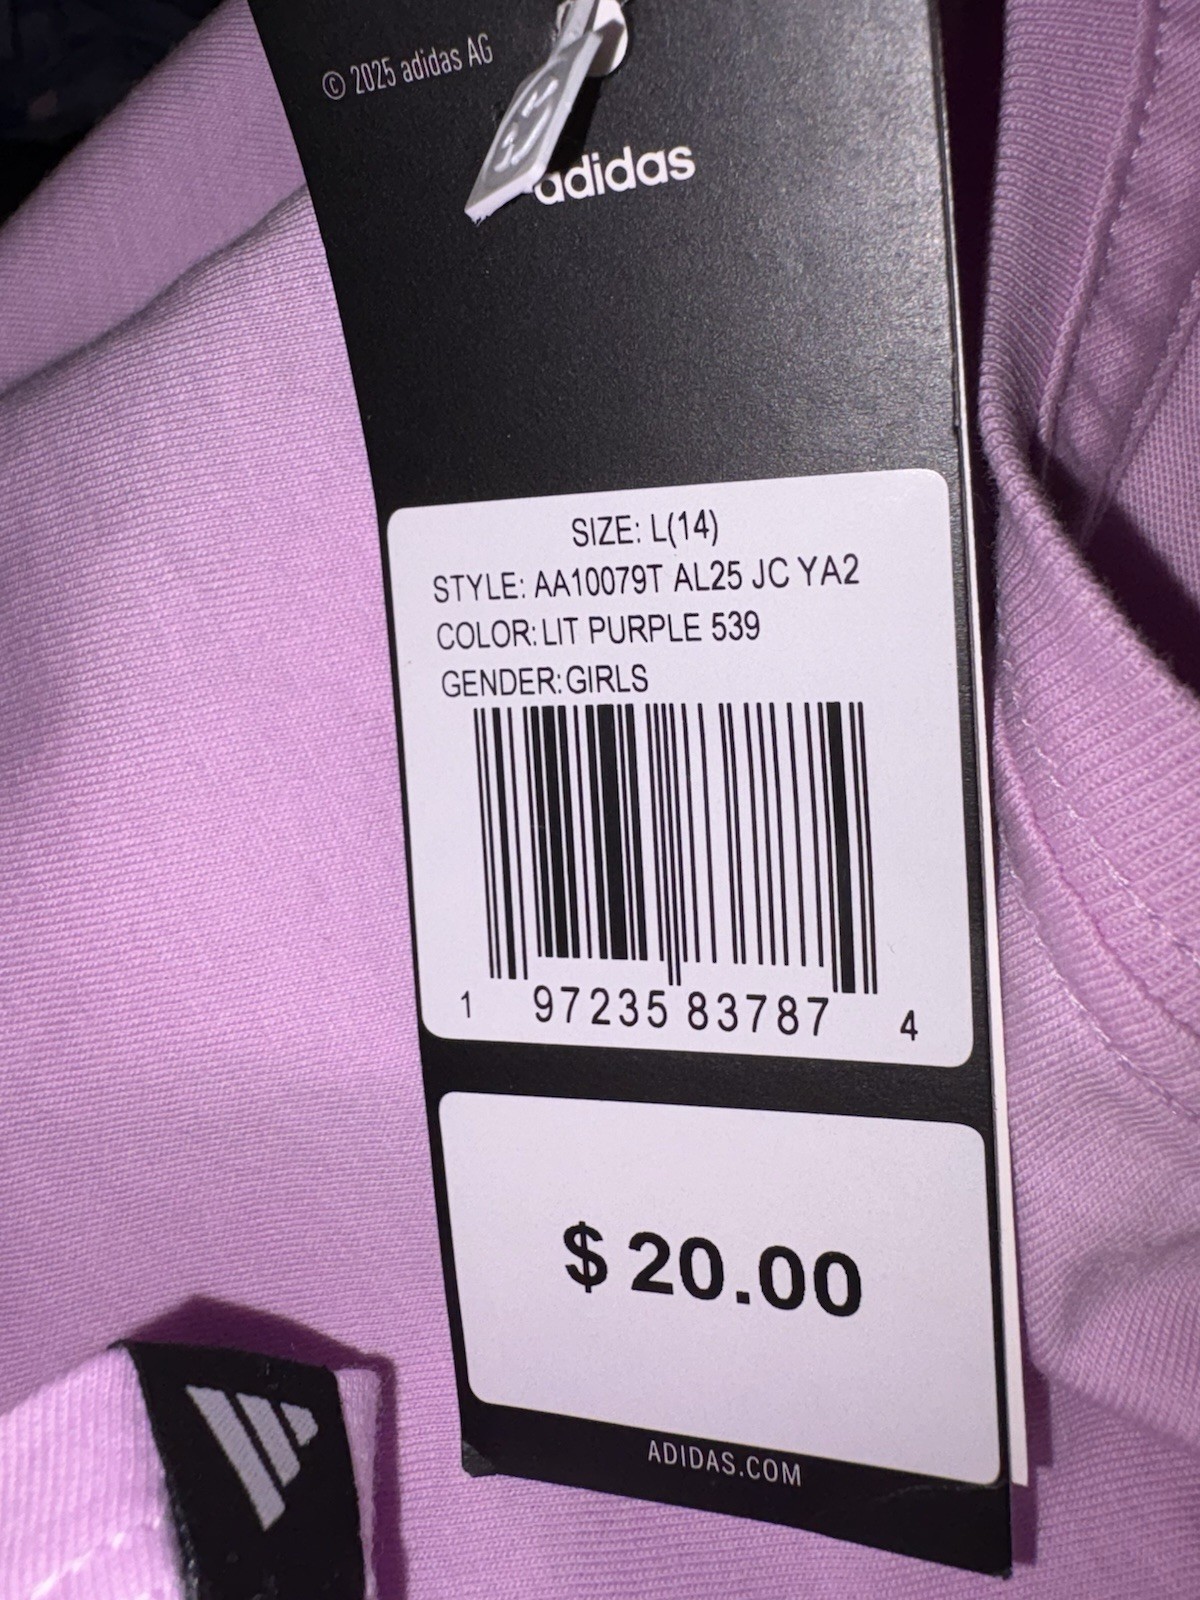 © 2025 adidas AG
adidas
SIZE: L(14)
STYLE: AA10079T AL25 JC YA2
COLOR: LIT PURPLE 539
GENDER: GIRLS
1 97235 83787 4
$ 20.00
ADIDAS.COM